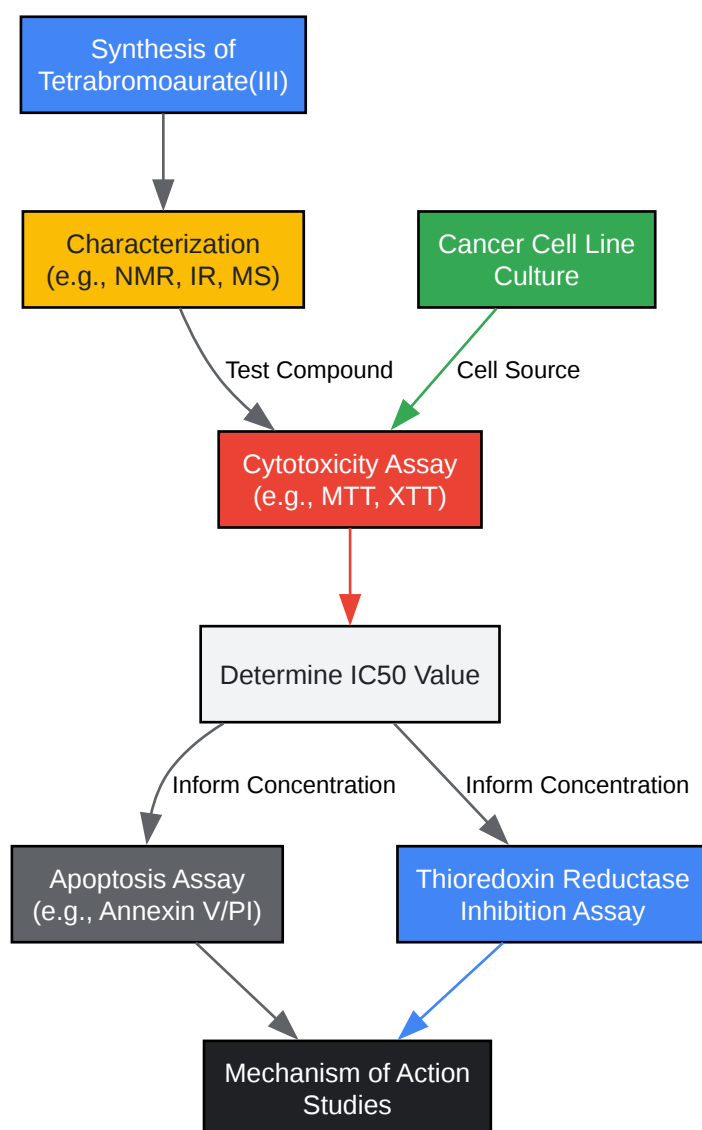 Synthesis of
Tetrabromoaurate(III)
Characterization
(e.g., NMR, IR, MS)
Cancer Cell Line
Culture
Test Compound
Cell Source
Cytotoxicity Assay
(e.g., MTT, XTT)
Determine IC50 Value
Inform Concentration
Inform Concentration
Apoptosis Assay
(e.g., Annexin V/PI)
Thioredoxin Reductase
Inhibition Assay
Mechanism of Action
Studies